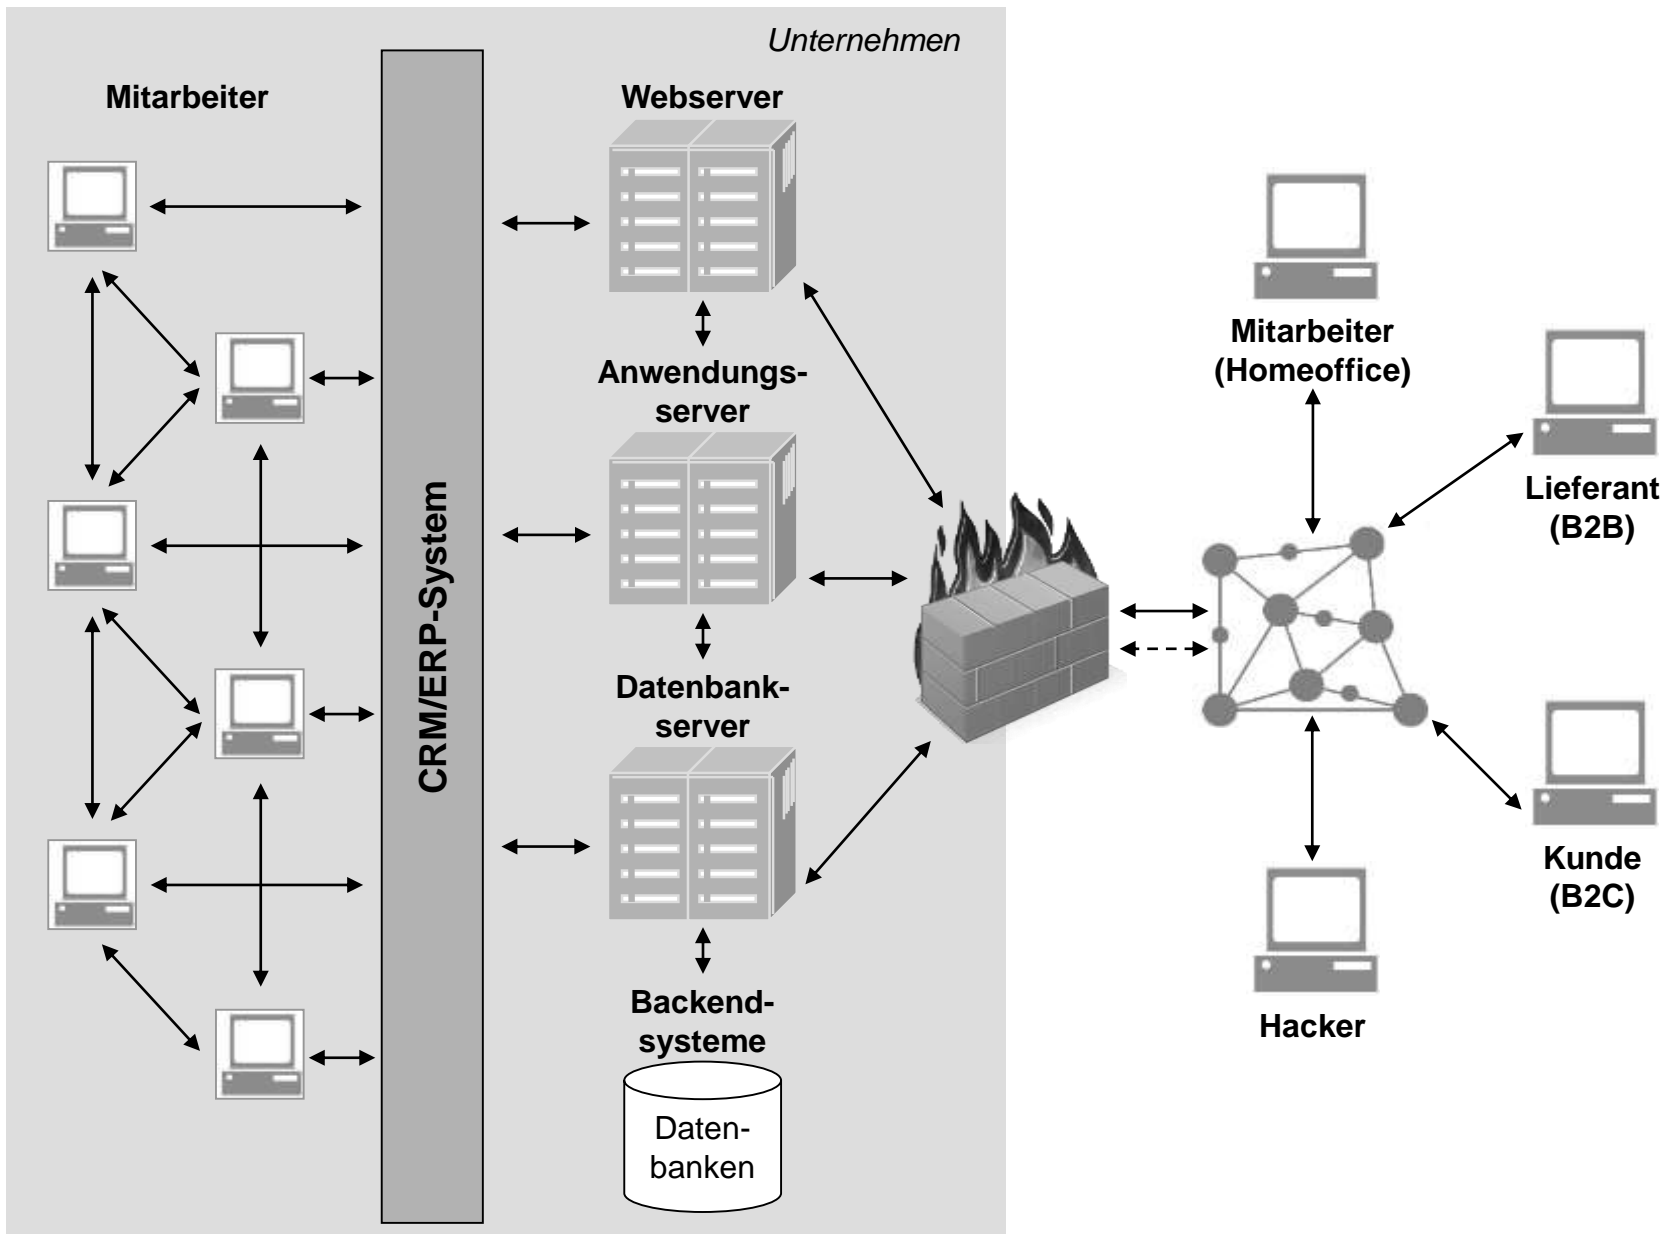 Unternehmen
Mitarbeiter
CRM/ERP-System
Webserver
Anwendungs-
server
Datenbank-
server
Backend-
systeme
Daten-
banken
Mitarbeiter
(Homeoffice)
Lieferant
(B2B)
Kunde
(B2C)
Hacker